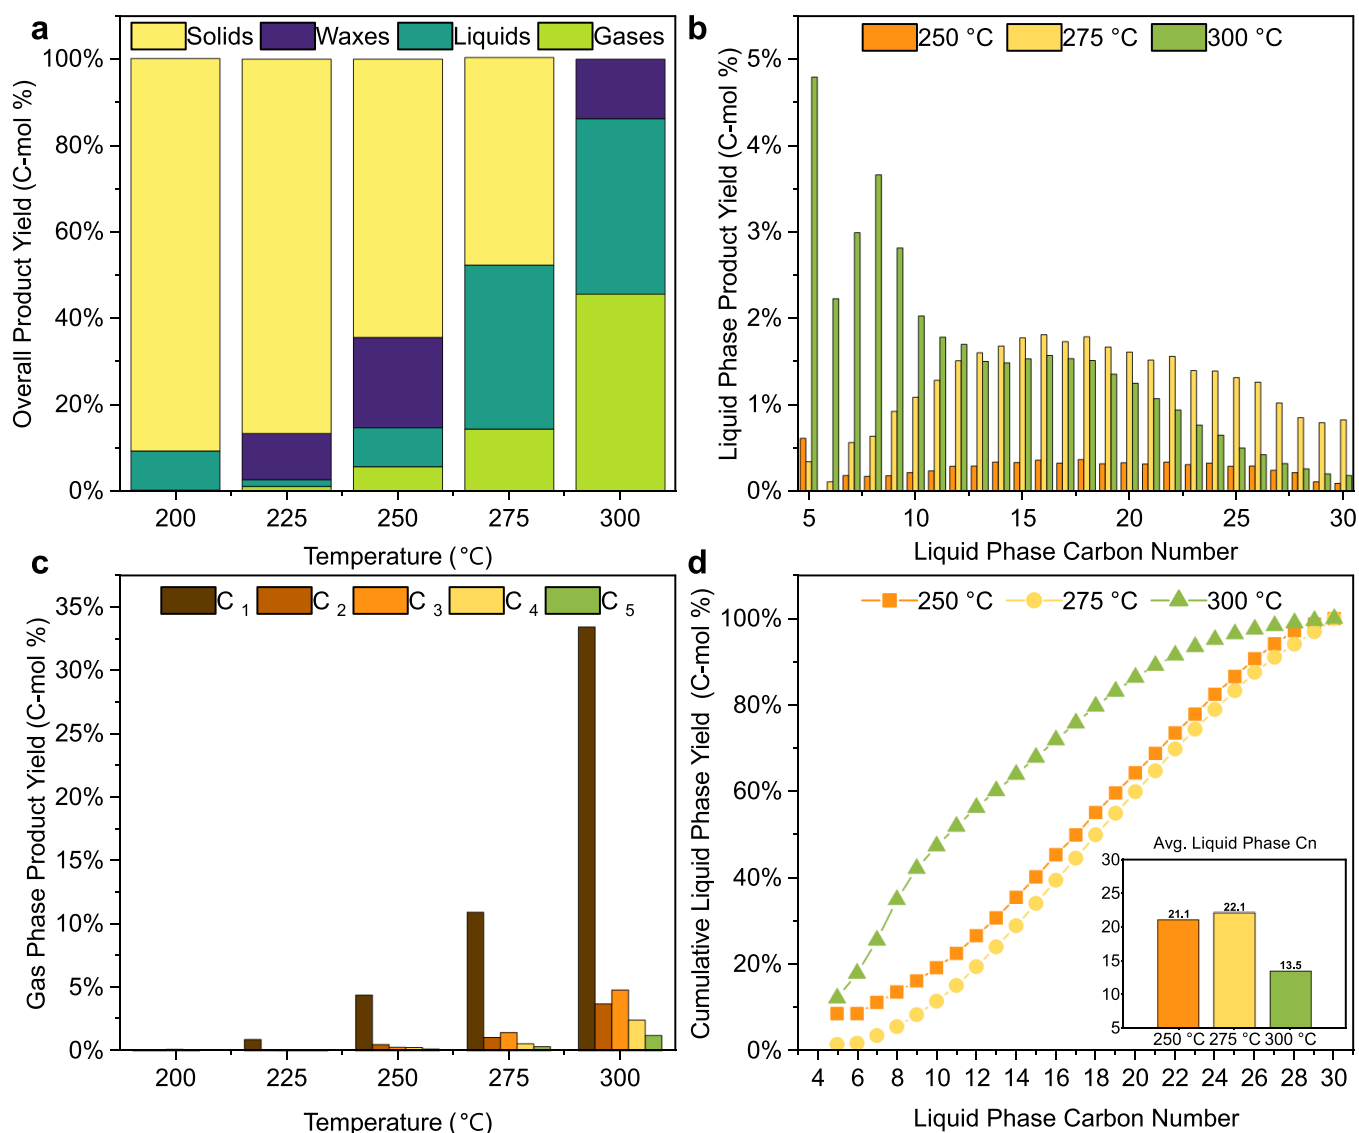 a
Solids Waxes Liquids Gases
Overall Product Yield (C-mol %)
100%
80%
60%
40%
20%
0%
200 225 250 275 300
Temperature (°C)
b
250 °C 275 °C 300 °C
Liquid Phase Product Yield (C-mol %)
5%
4%
3%
2%
1%
0%
5 10 15 20 25 30
Liquid Phase Carbon Number
c
C 1 C 2 C 3 C 4 C 5
Gas Phase Product Yield (C-mol %)
35%
30%
25%
20%
15%
10%
5%
0%
200 225 250 275 300
Temperature (°C)
d
250 °C 275 °C 300 °C
Cumulative Liquid Phase Yield (C-mol %)
100%
80%
60%
40%
20%
0%
4 6 8 10 12 14 16 18 20 22 24 26 28 30
Liquid Phase Carbon Number
Avg. Liquid Phase Cn
30
25
20
15
10
5
21.1 22.1 13.5
250 °C 275 °C 300 °C